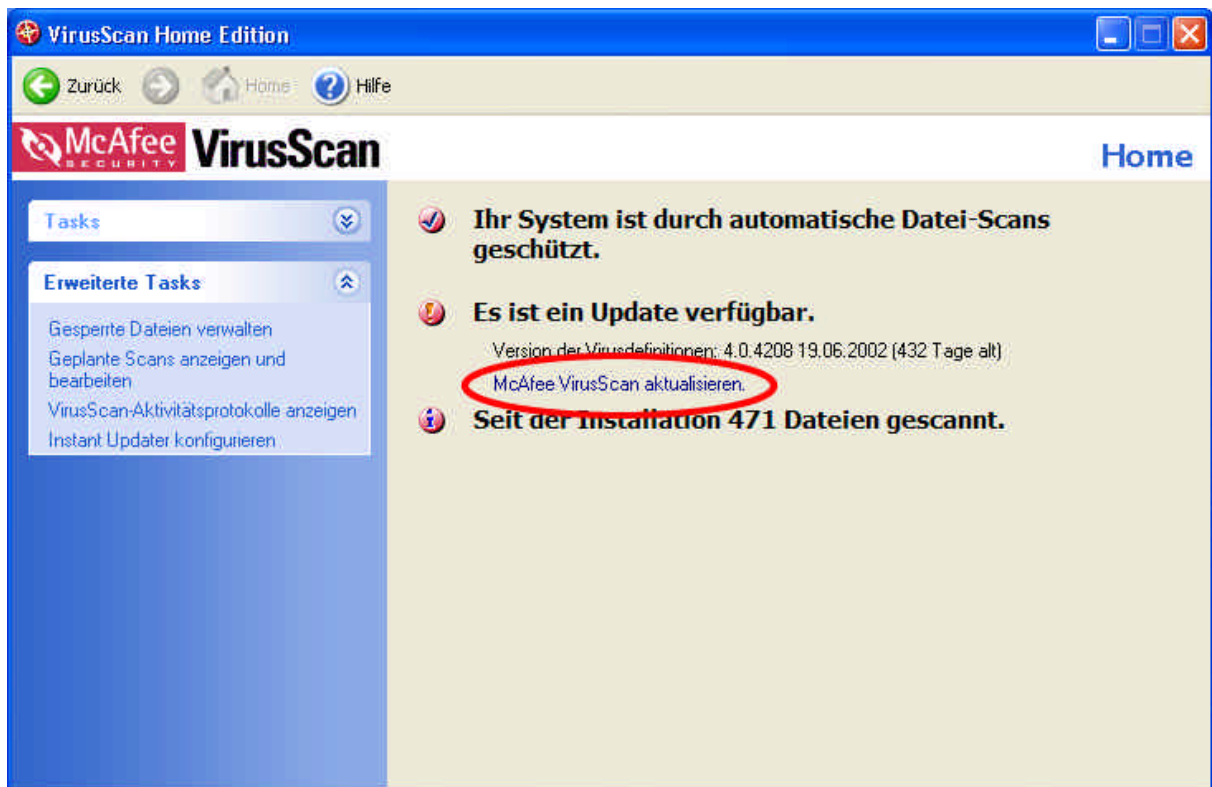 VirusScan Home Edition
Zurück Home Hilfe
McAfee SECURITY VirusScan
Home
Tasks
Erweiterte Tasks
Gesperrte Dateien verwalten
Geplante Scans anzeigen und
bearbeiten
VirusScan-Aktivitätsprotokolle anzeigen
Instant Updater konfigurieren
Ihr System ist durch automatische Datei-Scans
geschützt.
Es ist ein Update verfügbar.
Version der Virusdefinitionen: 4.0.4208 19.06.2002 (432 Tage alt)
McAfee VirusScan aktualisieren.
Seit der Installation 471 Dateien gescannt.